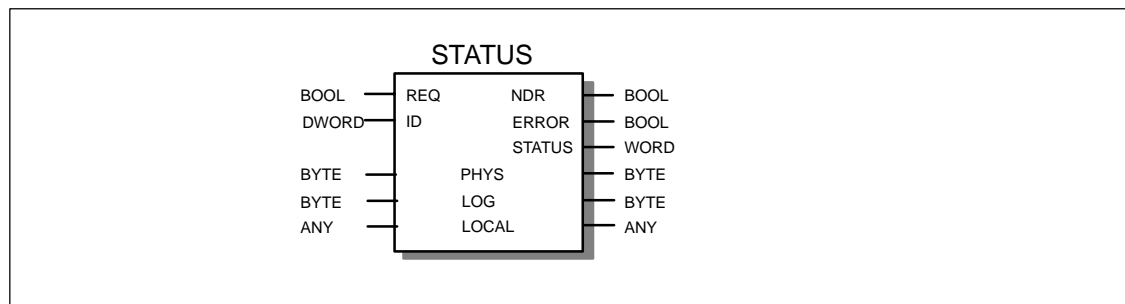 STATUS
BOOL REQ NDR BOOL
DWORD ID ERROR BOOL
STATUS WORD
BYTE PHYS BYTE
BYTE LOG BYTE
ANY LOCAL ANY